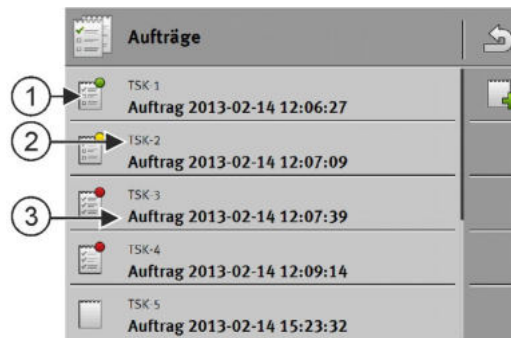 Aufträge
TSK-1
Auftrag 2013-02-14 12:06:27
TSK-2
Auftrag 2013-02-14 12:07:09
TSK-3
Auftrag 2013-02-14 12:07:39
TSK-4
Auftrag 2013-02-14 12:09:14
TSK-5
Auftrag 2013-02-14 15:23:32
1
2
3